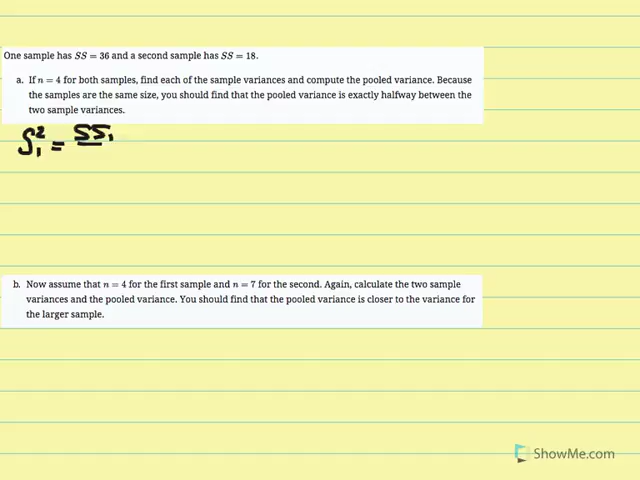 One sample has SS = 36 and a second sample has SS = 18.
a. If n = 4 for both samples, find each of the sample variances and compute the pooled variance. Because
the samples are the same size, you should find that the pooled variance is exactly halfway between the
two sample variances.
S₁² = SS₁
b. Now assume that n = 4 for the first sample and n = 7 for the second. Again, calculate the two sample
variances and the pooled variance. You should find that the pooled variance is closer to the variance for
the larger sample.
ShowMe.com